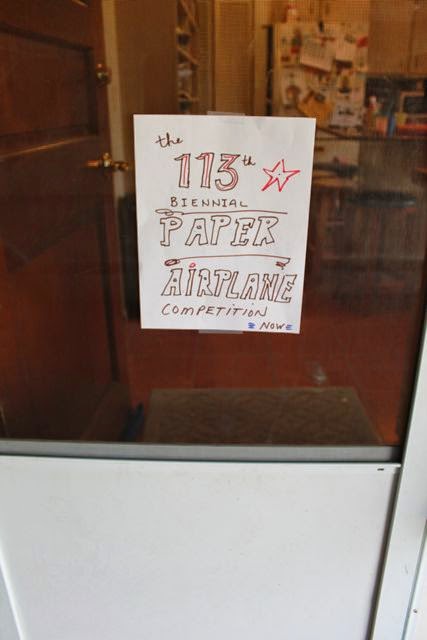 the
113th
BIENNIAL
PAPER
AIRPLANE
COMPETITION
= NOW =